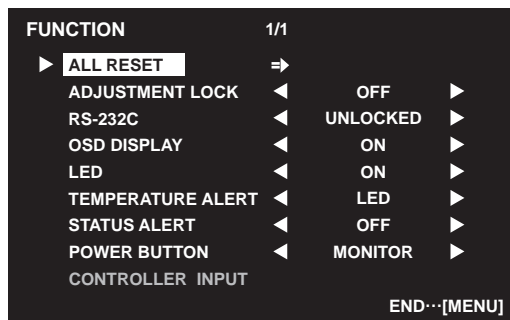 FUNCTION 1/1
ALL RESET
ADJUSTMENT LOCK OFF
RS-232C UNLOCKED
OSD DISPLAY ON
LED ON
TEMPERATURE ALERT LED
STATUS ALERT OFF
POWER BUTTON MONITOR
CONTROLLER INPUT
END···[MENU]